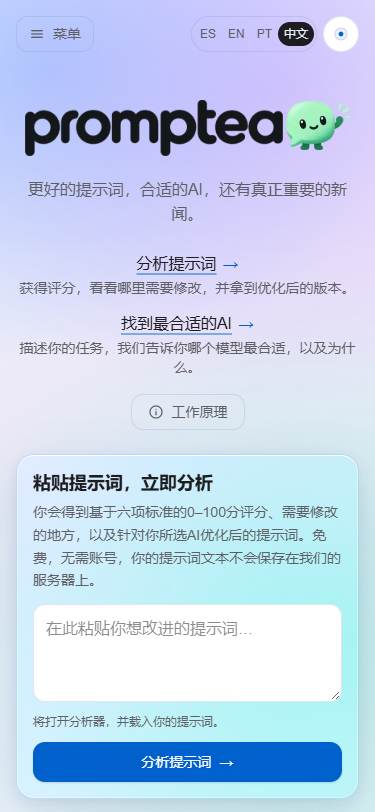 菜单
ES EN PT 中文
promptea
更好的提示词，合适的AI，还有真正重要的新
闻。
分析提示词 →
获得评分，看看哪里需要修改，并拿到优化后的版本。
找到最合适的AI →
描述你的任务，我们告诉你哪个模型最合适，以及为什
么。
工作原理
粘贴提示词，立即分析
你会得到基于六项标准的0–100分评分、需要修改
的地方，以及针对你所选AI优化后的提示词。免
费，无需账号，你的提示词文本不会保存在我们的
服务器上。
在此粘贴你想改进的提示词…
将打开分析器，并载入你的提示词。
分析提示词 →